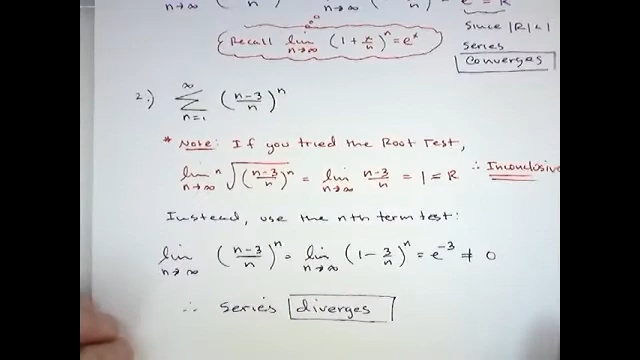 n→∞ n→∞ e = R
Recall lim n→∞ (1 + x/n)^n = e^x
Since |R| < 1
series
Converges
2.) ∞ Σ n=1 ((n-3)/n)^n
* Note: If you tried the Root Test,
lim n→∞ n√((n-3)/n)^n = lim n→∞ (n-3)/n = 1 = R ∴ Inconclusive
Instead, use the nth term test:
lim n→∞ ((n-3)/n)^n = lim n→∞ (1 - 3/n)^n = e^-3 ≠ 0
∴ series diverges